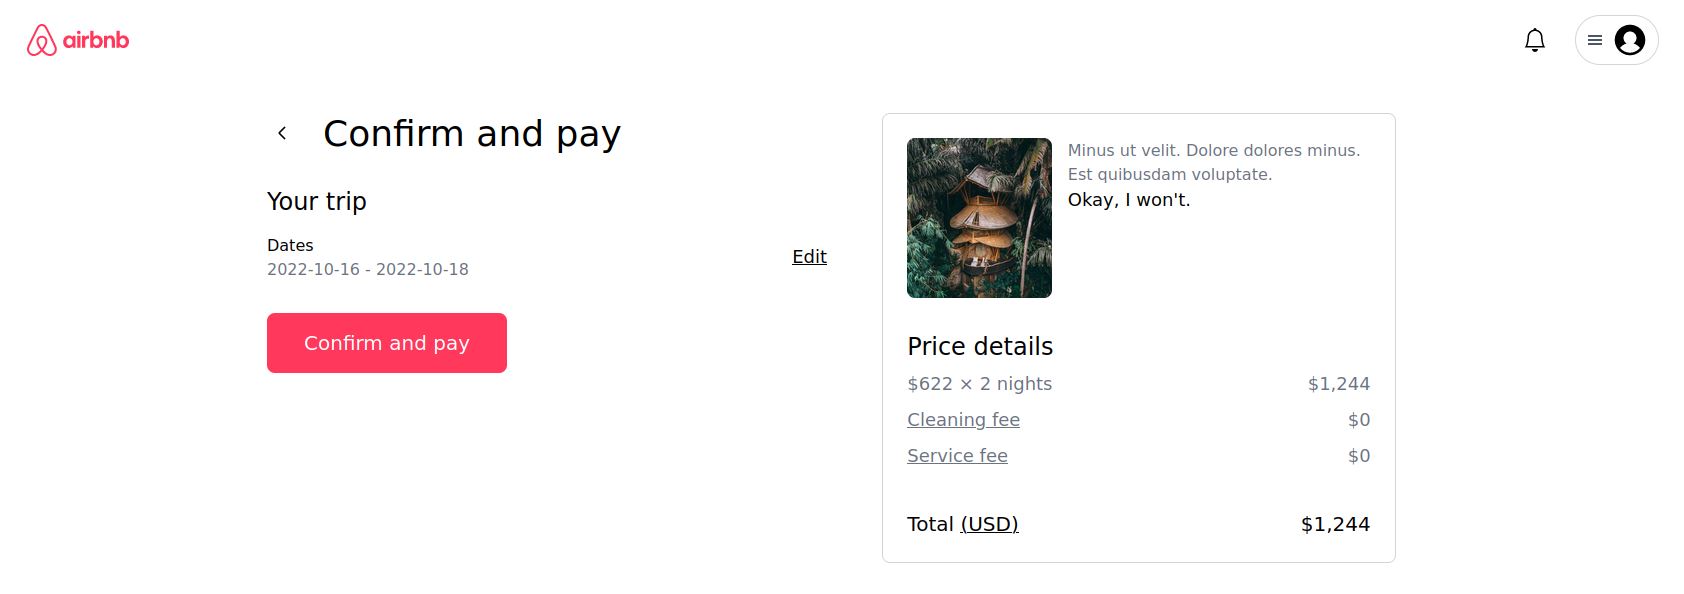 airbnb
Confirm and pay
Your trip
Dates
2022-10-16 - 2022-10-18
Edit
Confirm and pay
Minus ut velit. Dolore dolores minus.
Est quibusdam voluptate.
Okay, I won't.
Price details
$622 × 2 nights $1,244
Cleaning fee $0
Service fee $0
Total (USD) $1,244